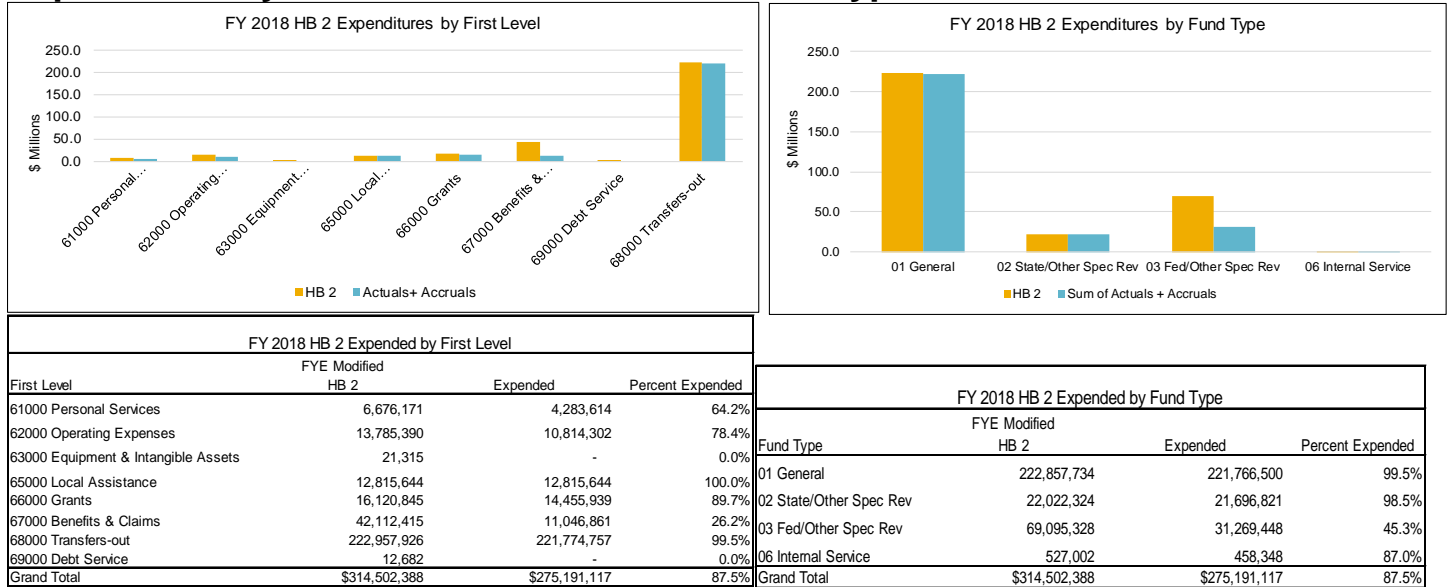 FY 2018 HB 2 Expenditures by First Level
250.0
200.0
150.0
100.0
50.0
0.0
$ Millions
61000 Personal...
62000 Operating...
63000 Equipment...
65000 Local...
66000 Grants
67000 Benefits &...
69000 Debt Service
68000 Transfers-out
HB 2 Actuals+ Accruals
FY 2018 HB 2 Expenditures by Fund Type
250.0
200.0
150.0
100.0
50.0
0.0
$ Millions
01 General 02 State/Other Spec Rev 03 Fed/Other Spec Rev 06 Internal Service
HB 2 Sum of Actuals + Accruals
FY 2018 HB 2 Expended by First Level
FYE Modified
First Level HB 2 Expended Percent Expended
61000 Personal Services 6,676,171 4,283,614 64.2%
62000 Operating Expenses 13,785,390 10,814,302 78.4%
63000 Equipment & Intangible Assets 21,315 - 0.0%
65000 Local Assistance 12,815,644 12,815,644 100.0%
66000 Grants 16,120,845 14,455,939 89.7%
67000 Benefits & Claims 42,112,415 11,046,861 26.2%
68000 Transfers-out 222,957,926 221,774,757 99.5%
69000 Debt Service 12,682 - 0.0%
Grand Total $314,502,388 $275,191,117 87.5%
FY 2018 HB 2 Expended by Fund Type
FYE Modified
Fund Type HB 2 Expended Percent Expended
01 General 222,857,734 221,766,500 99.5%
02 State/Other Spec Rev 22,022,324 21,696,821 98.5%
03 Fed/Other Spec Rev 69,095,328 31,269,448 45.3%
06 Internal Service 527,002 458,348 87.0%
Grand Total $314,502,388 $275,191,117 87.5%